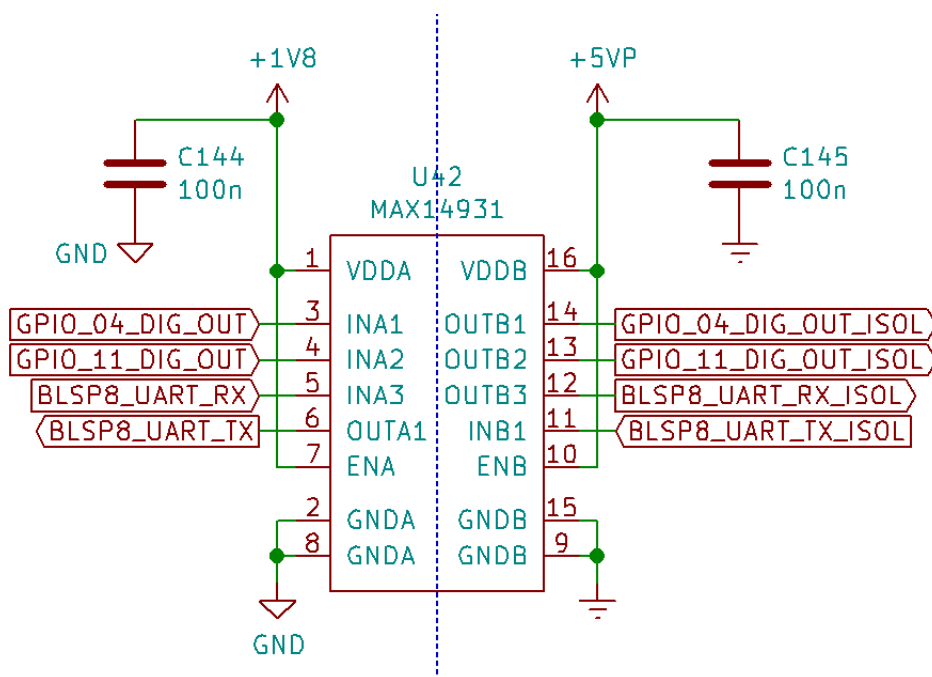 +1V8
+5VP
C144
100n
C145
100n
U42
MAX14931
GND
1 VDDA VDDB 16
GPIO_04_DIG_OUT 3 INA1 OUTB1 14 GPIO_04_DIG_OUT_ISOL
GPIO_11_DIG_OUT 4 INA2 OUTB2 13 GPIO_11_DIG_OUT_ISOL
BLSP8_UART_RX 5 INA3 OUTB3 12 BLSP8_UART_RX_ISOL
BLSP8_UART_TX 6 OUTA1 INB1 11 BLSP8_UART_TX_ISOL
7 ENA ENB 10
2 GNDA GNDB 15
8 GNDA GNDB 9
GND